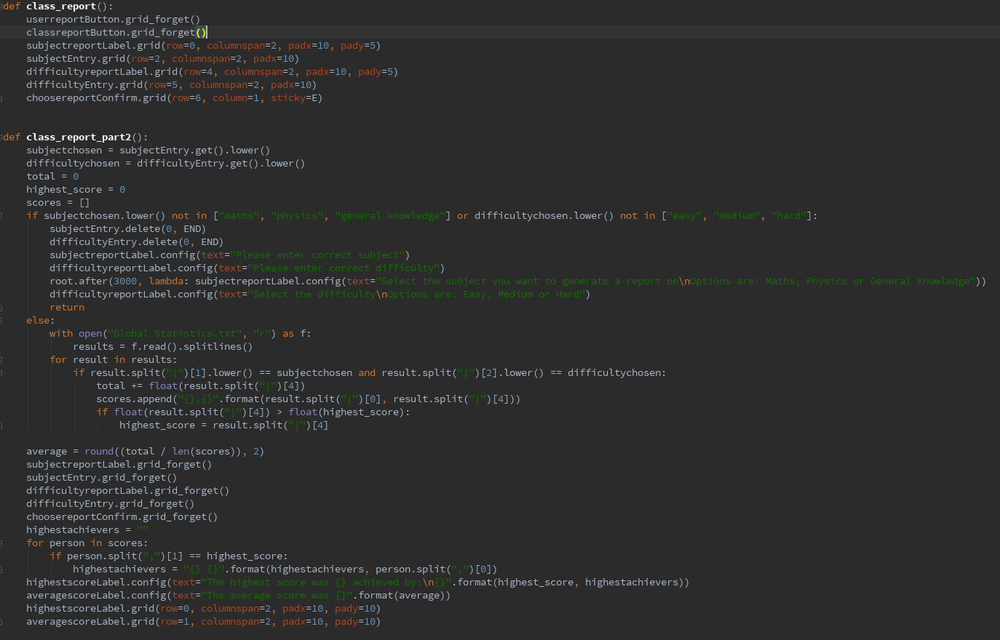 def class_report():
    userreportButton.grid_forget()
    classreportButton.grid_forget()
    subjectreportLabel.grid(row=0, columnspan=2, padx=10, pady=5)
    subjectEntry.grid(row=2, columnspan=2, padx=10)
    difficultyreportLabel.grid(row=4, columnspan=2, padx=10, pady=5)
    difficultyEntry.grid(row=5, columnspan=2, padx=10)
    choosereportConfirm.grid(row=6, column=1, sticky=E)
def class_report_part2():
    subjectchosen = subjectEntry.get().lower()
    difficultychosen = difficultyEntry.get().lower()
    total = 0
    highest_score = 0
    scores = []
    if subjectchosen.lower() not in ["maths", "physics", "general knowledge"] or difficultychosen.lower() not in ["easy", "medium", "hard"]:
        subjectEntry.delete(0, END)
        difficultyEntry.delete(0, END)
        subjectreportLabel.config(text="Please enter correct subject")
        difficultyreportLabel.config(text="Please enter correct difficulty")
        root.after(3000, lambda: subjectreportLabel.config(text="Select the subject you want to generate a report on\nOptions are: Maths, Physics or General Knowledge"))
        difficultyreportLabel.config(text="Select the difficulty\nOptions are: Easy, Medium or Hard")
        return
    else:
        with open("Global Statistics.txt", "r") as f:
            results = f.read().splitlines()
        for result in results:
            if result.split("|")[1].lower() == subjectchosen and result.split("|")[2].lower() == difficultychosen:
                total += float(result.split("|")[4])
                scores.append("{},{}".format(result.split("|")[0], result.split("|")[4]))
                if float(result.split("|")[4]) > float(highest_score):
                    highest_score = result.split("|")[4]
    average = round((total / len(scores)), 2)
    subjectreportLabel.grid_forget()
    subjectEntry.grid_forget()
    difficultyreportLabel.grid_forget()
    difficultyEntry.grid_forget()
    choosereportConfirm.grid_forget()
    highestachievers = ""
    for person in scores:
        if person.split(",")[1] == highest_score:
            highestachievers = "{} {}".format(highestachievers, person.split(",")[0])
    highestscoreLabel.config(text="The highest score was {} achieved by:\n{}".format(highest_score, highestachievers))
    averagescoreLabel.config(text="The average score was {}".format(average))
    highestscoreLabel.grid(row=0, columnspan=2, padx=10, pady=10)
    averagescoreLabel.grid(row=1, columnspan=2, padx=10, pady=10)